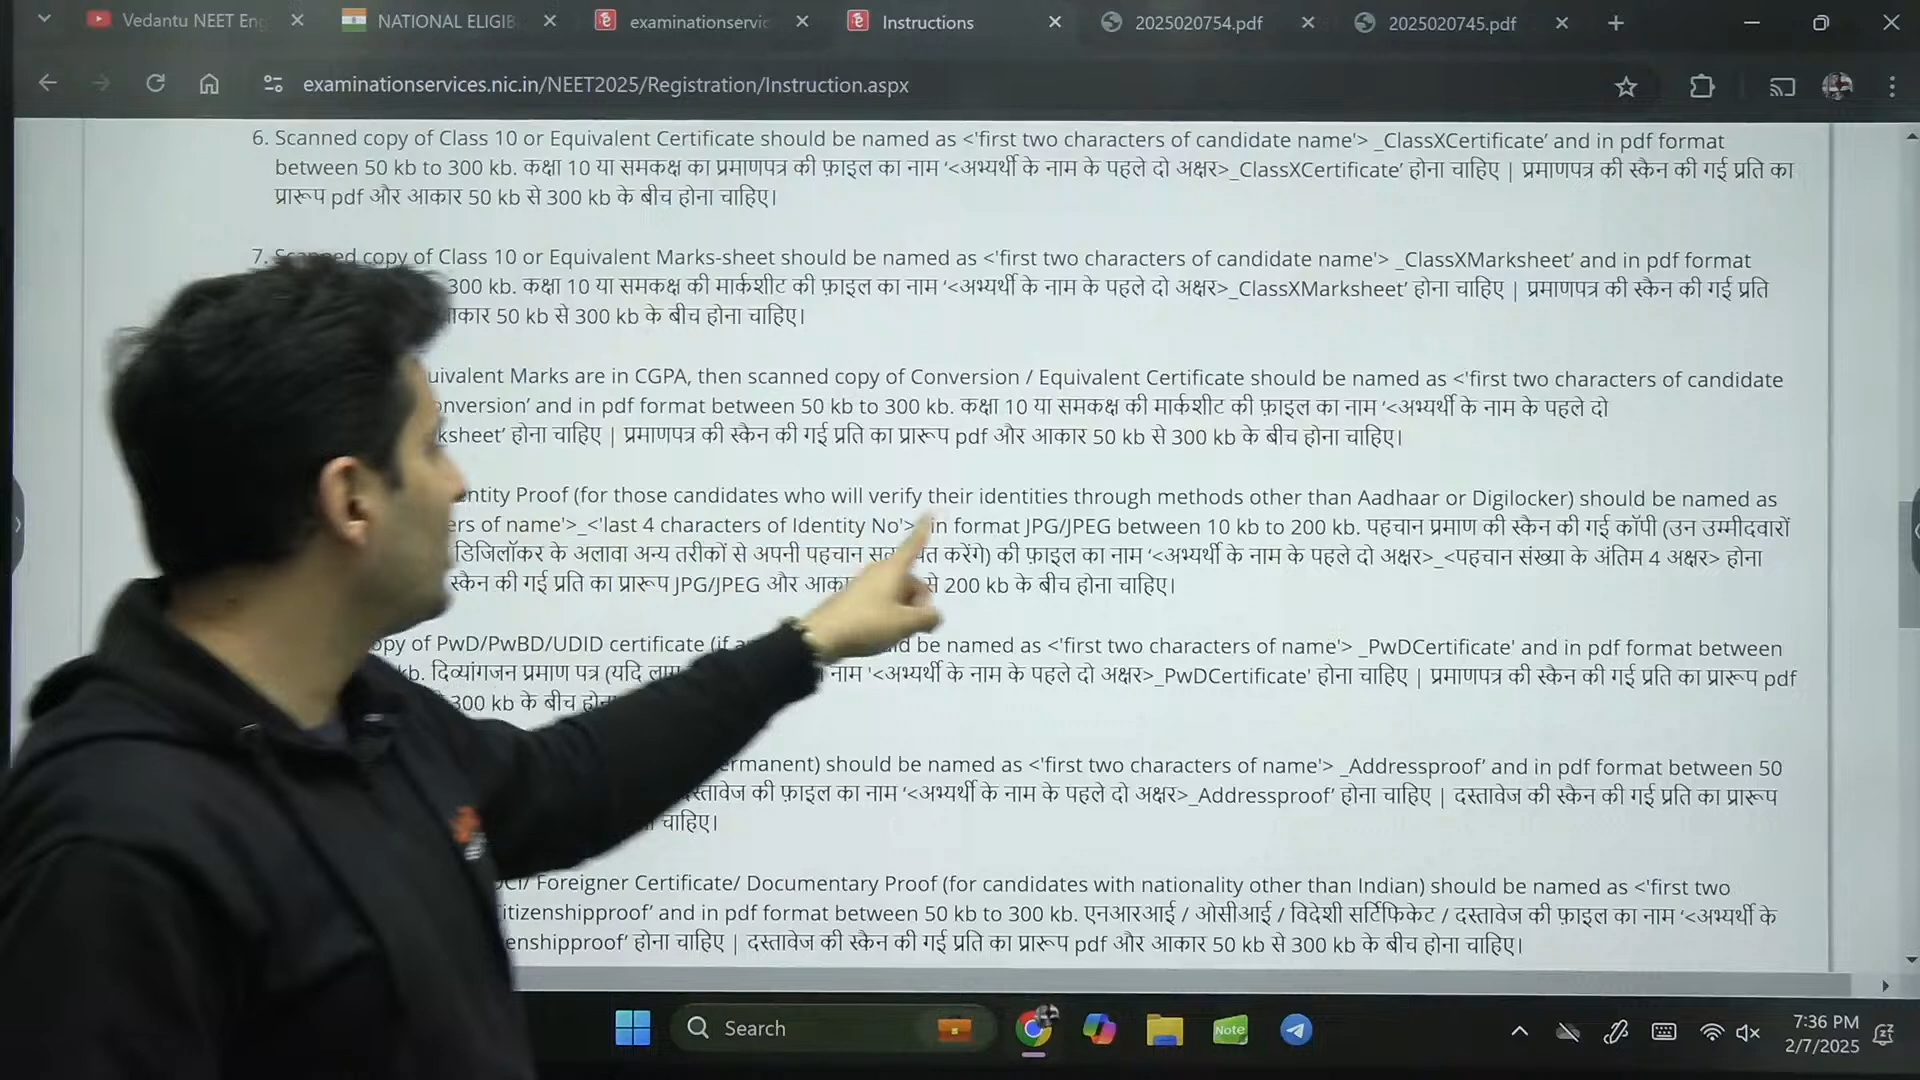 Vedantu NEET Eng
NATIONAL ELIGIB
examinationservic
Instructions
2025020754.pdf
2025020745.pdf
examinationservices.nic.in/NEET2025/Registration/Instruction.aspx
6. Scanned copy of Class 10 or Equivalent Certificate should be named as <'first two characters of candidate name'> _ClassXCertificate’ and in pdf format
between 50 kb to 300 kb. कक्षा 10 या समकक्ष का प्रमाणपत्र की फ़ाइल का नाम ‘<अभ्यर्थी के नाम के पहले दो अक्षर>_ClassXCertificate’ होना चाहिए | प्रमाणपत्र की स्कैन की गई प्रति का
प्रारूप pdf और आकार 50 kb से 300 kb के बीच होना चाहिए।
7. Scanned copy of Class 10 or Equivalent Marks-sheet should be named as <'first two characters of candidate name'> _ClassXMarksheet’ and in pdf format
300 kb. कक्षा 10 या समकक्ष की मार्कशीट की फ़ाइल का नाम ‘<अभ्यर्थी के नाम के पहले दो अक्षर>_ClassXMarksheet’ होना चाहिए | प्रमाणपत्र की स्कैन की गई प्रति
आकार 50 kb से 300 kb के बीच होना चाहिए।
uivalent Marks are in CGPA, then scanned copy of Conversion / Equivalent Certificate should be named as <'first two characters of candidate
onversion’ and in pdf format between 50 kb to 300 kb. कक्षा 10 या समकक्ष की मार्कशीट की फ़ाइल का नाम ‘<अभ्यर्थी के नाम के पहले दो
ksheet’ होना चाहिए | प्रमाणपत्र की स्कैन की गई प्रति का प्रारूप pdf और आकार 50 kb से 300 kb के बीच होना चाहिए।
entity Proof (for those candidates who will verify their identities through methods other than Aadhaar or Digilocker) should be named as
ers of name'>_<'last 4 characters of Identity No'> in format JPG/JPEG between 10 kb to 200 kb. पहचान प्रमाण की स्कैन की गई कॉपी (उन उम्मीदवारों
डिजिलॉकर के अलावा अन्य तरीकों से अपनी पहचान करेंगे) की फ़ाइल का नाम ‘<अभ्यर्थी के नाम के पहले दो अक्षर>_<पहचान संख्या के अंतिम 4 अक्षर> होना
स्कैन की गई प्रति का प्रारूप JPG/JPEG और से 200 kb के बीच होना चाहिए।
opy of PwD/PwBD/UDID certificate (if be named as <'first two characters of name'> _PwDCertificate' and in pdf format between
kb. दिव्यांगजन प्रमाण पत्र (यदि नाम '<अभ्यर्थी के नाम के पहले दो अक्षर>_PwDCertificate' होना चाहिए | प्रमाणपत्र की स्कैन की गई प्रति का प्रारूप pdf
300 kb के बीच
ermanent) should be named as <'first two characters of name'> _Addressproof’ and in pdf format between 50
दस्तावेज की फ़ाइल का नाम ‘<अभ्यर्थी के नाम के पहले दो अक्षर>_Addressproof’ होना चाहिए | दस्तावेज की स्कैन की गई प्रति का प्रारूप
चाहिए।
OCI/ Foreigner Certificate/ Documentary Proof (for candidates with nationality other than Indian) should be named as <'first two
itizenshipproof’ and in pdf format between 50 kb to 300 kb. एनआरआई / ओसीआई / विदेशी सर्टिफिकेट / दस्तावेज की फ़ाइल का नाम ‘<अभ्यर्थी के
enshipproof’ होना चाहिए | दस्तावेज की स्कैन की गई प्रति का प्रारूप pdf और आकार 50 kb से 300 kb के बीच होना चाहिए।
Search
Note
7:36 PM
2/7/2025